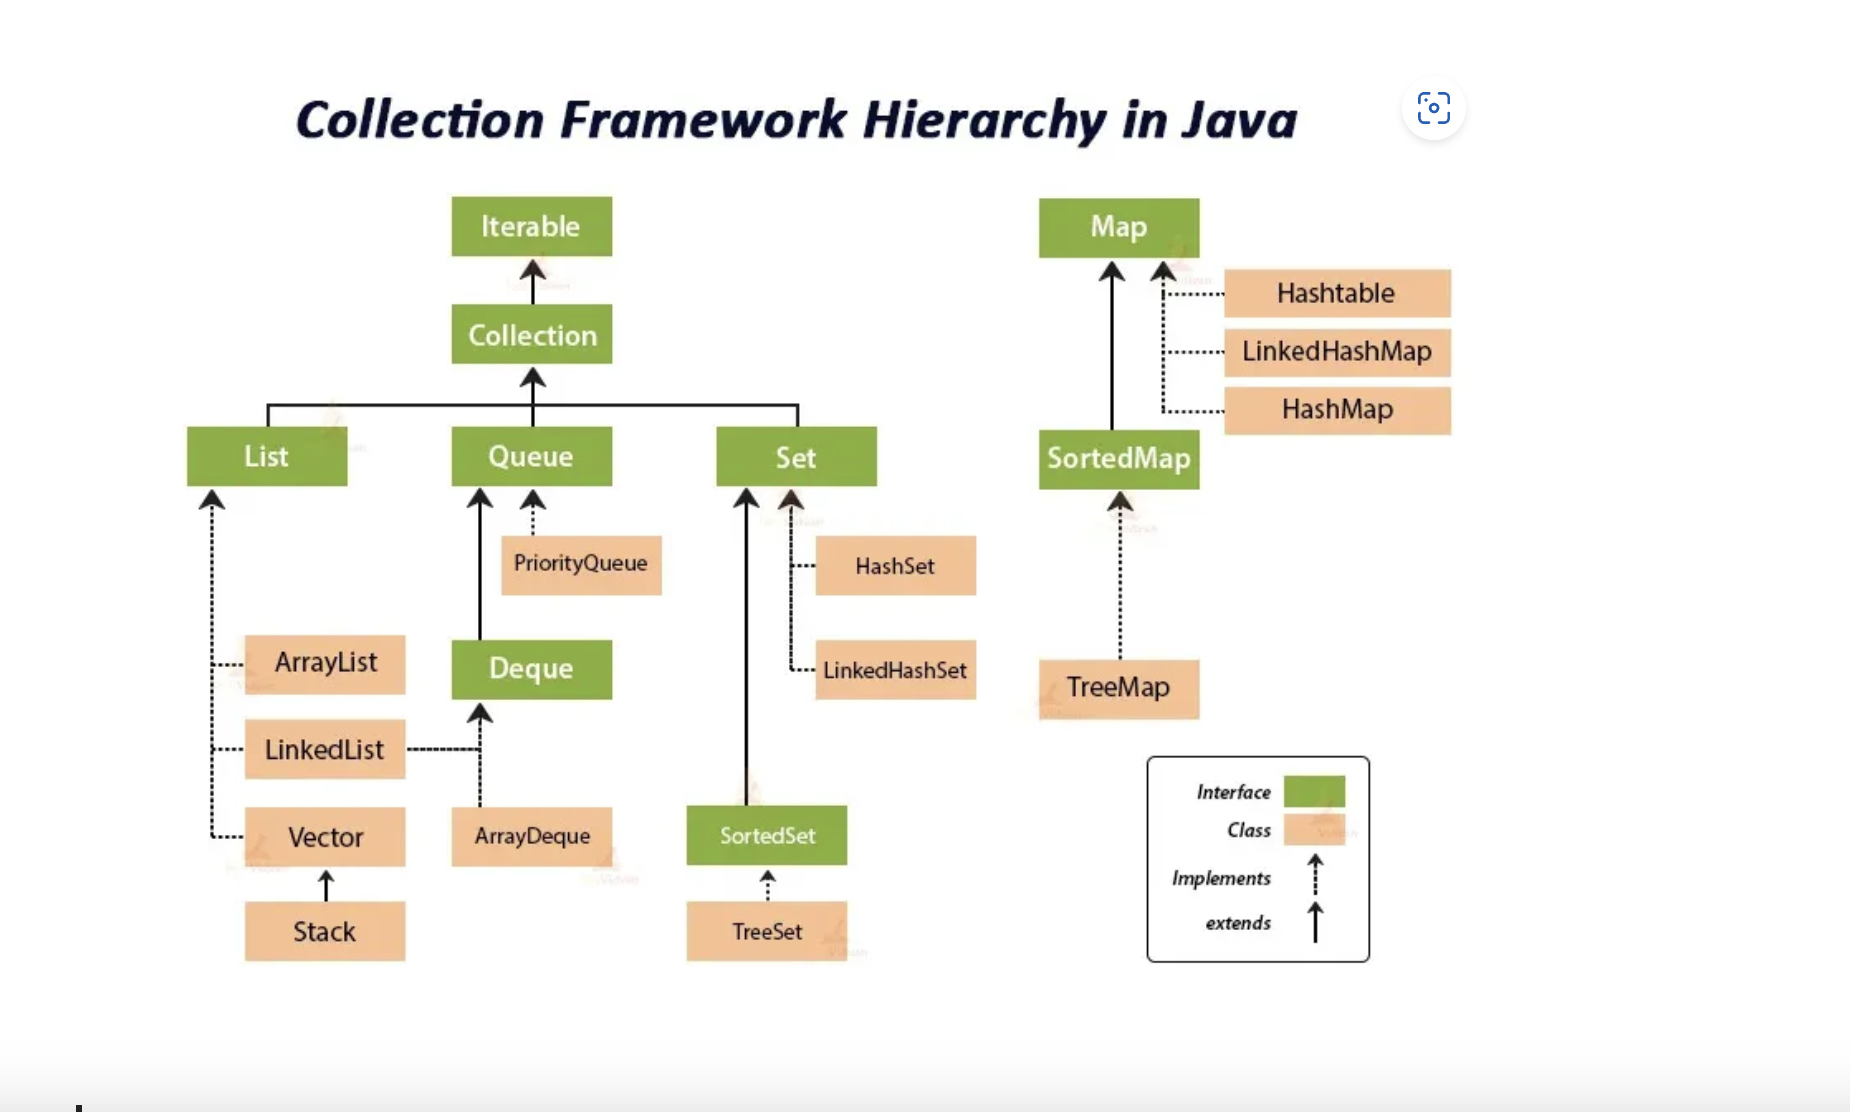 Collection Framework Hierarchy in Java
Iterable
Map
Hashtable
Collection
LinkedHashMap
HashMap
List
Queue
Set
SortedMap
PriorityQueue
HashSet
ArrayList
Deque
LinkedHashSet
TreeMap
LinkedList
Vector
ArrayDeque
SortedSet
Stack
TreeSet
Interface
Class
Implements
extends